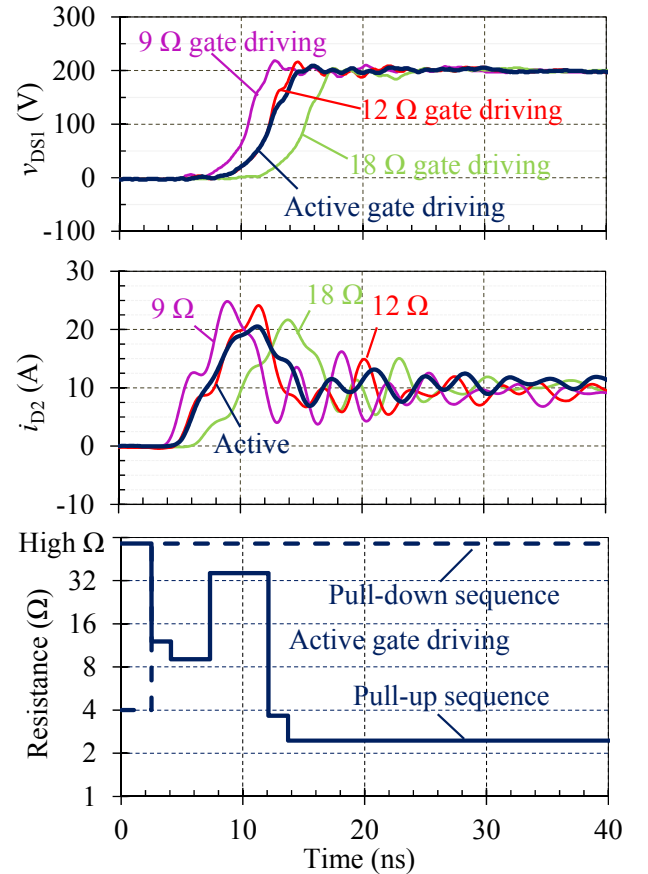 300
200
100
0
-100
v_DS1 (V)
9 Ω gate driving
12 Ω gate driving
18 Ω gate driving
Active gate driving
30
20
10
0
-10
i_D2 (A)
9 Ω
18 Ω
12 Ω
Active
High Ω
32
16
8
4
2
1
Resistance (Ω)
Pull-down sequence
Active gate driving
Pull-up sequence
0 10 20 30 40
Time (ns)